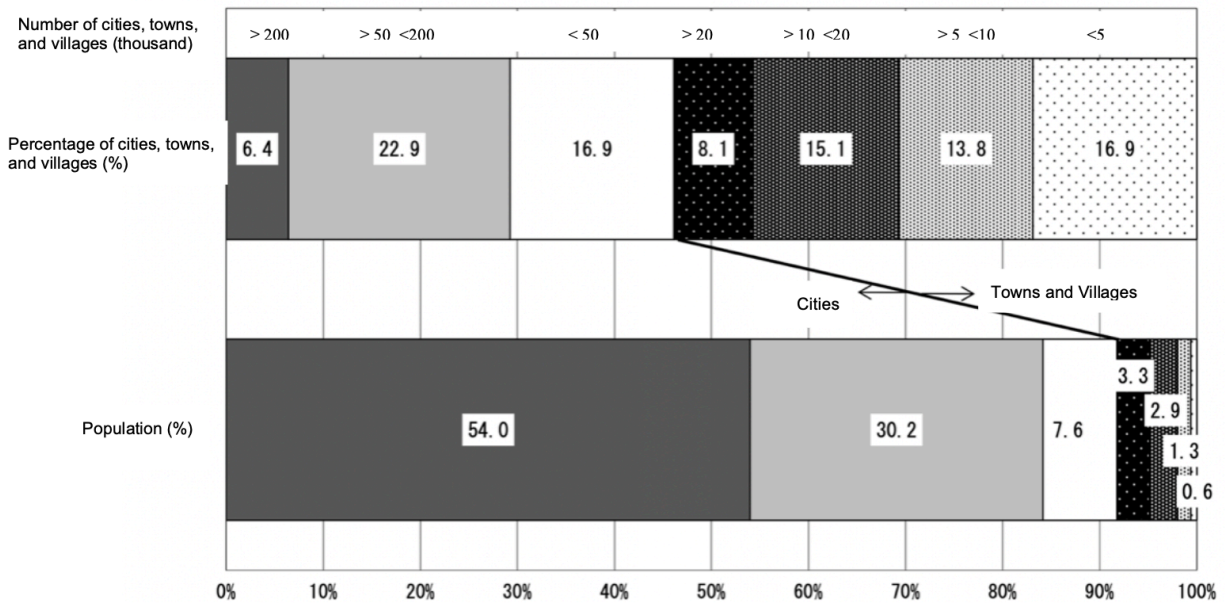 Number of cities, towns,
and villages (thousand)
> 200
> 50 <200
< 50
> 20
> 10 <20
> 5 <10
<5
Percentage of cities, towns,
and villages (%)
6.4
22.9
16.9
8.1
15.1
13.8
16.9
Cities
Towns and Villages
Population (%)
54.0
30.2
7.6
3.3
2.9
1.3
0.6
0%
10%
20%
30%
40%
50%
60%
70%
80%
90%
100%